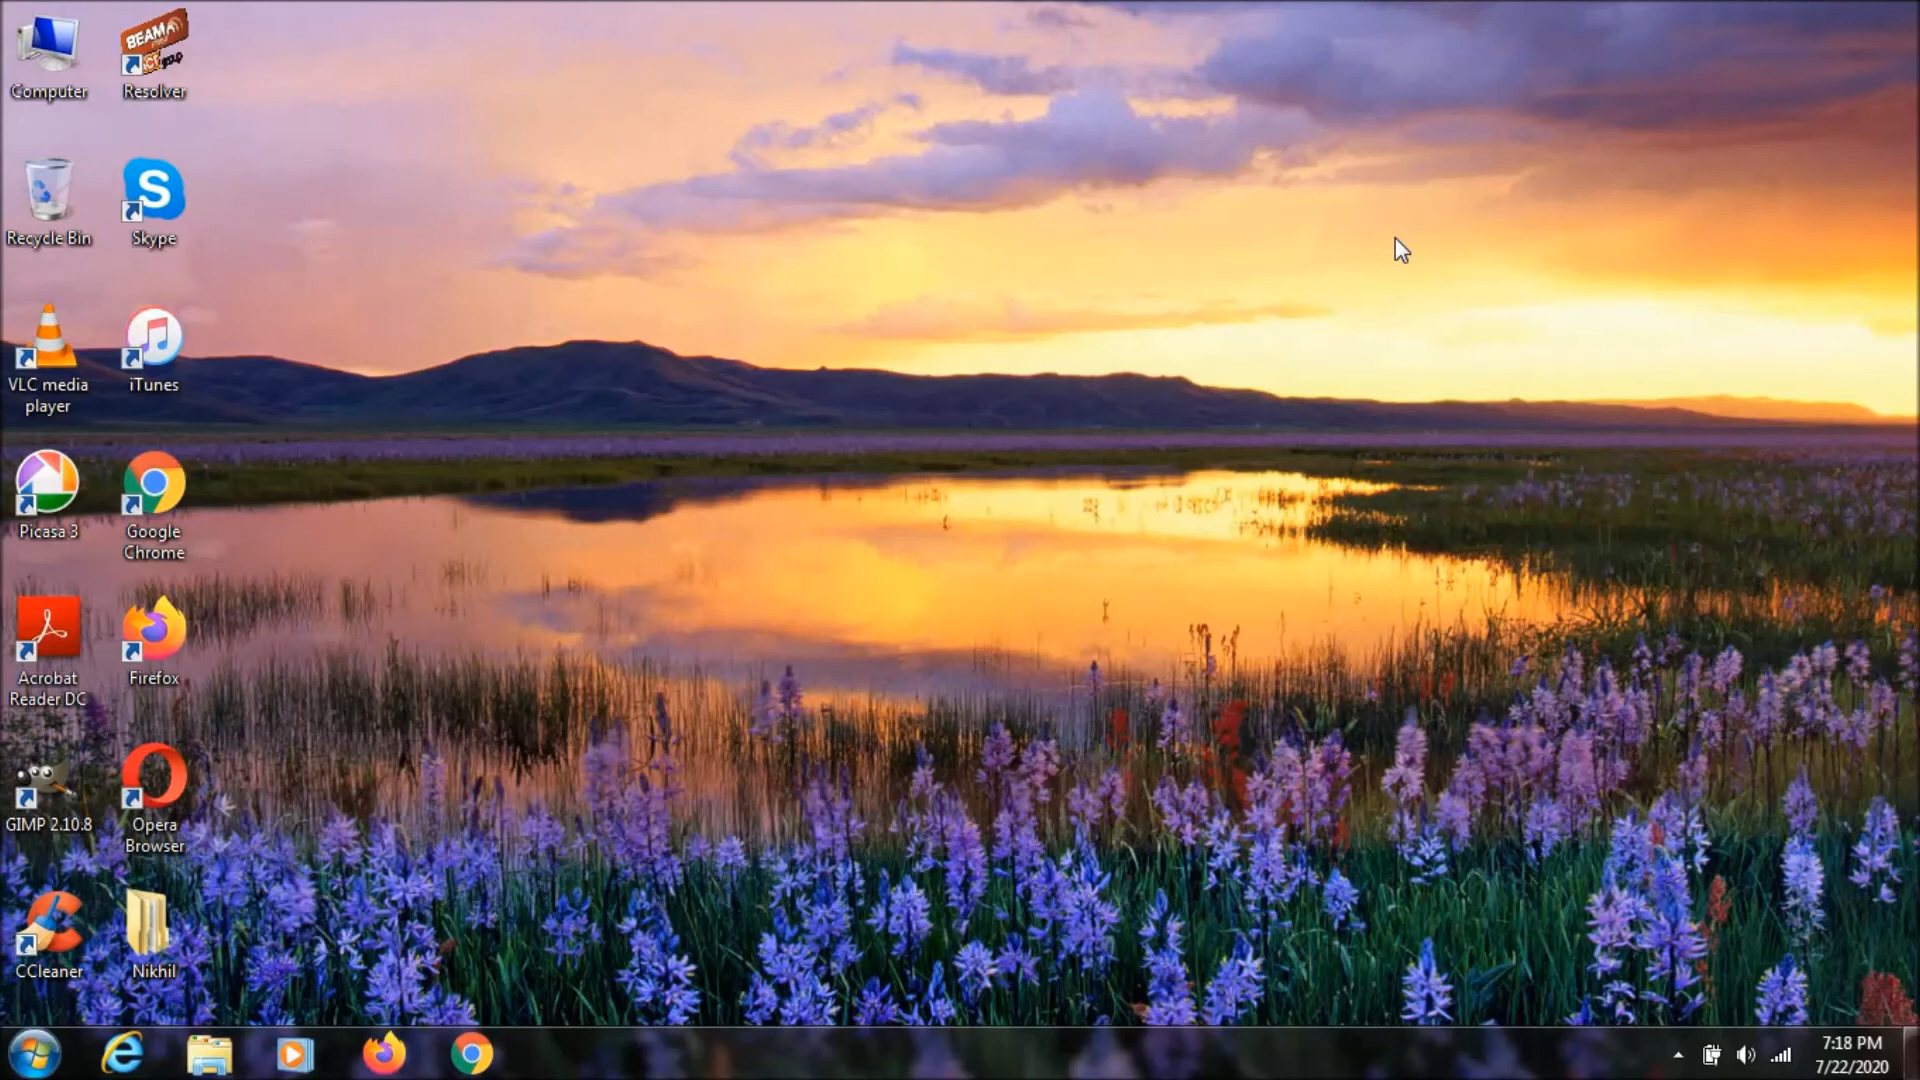 Computer
BEAMA
Resolver
Recycle Bin
S
Skype
VLC media
player
iTunes
Picasa 3
Google
Chrome
Acrobat
Reader DC
Firefox
GIMP 2.10.8
Opera
Browser
CCleaner
Nikhil
7:18 PM
7/22/2020